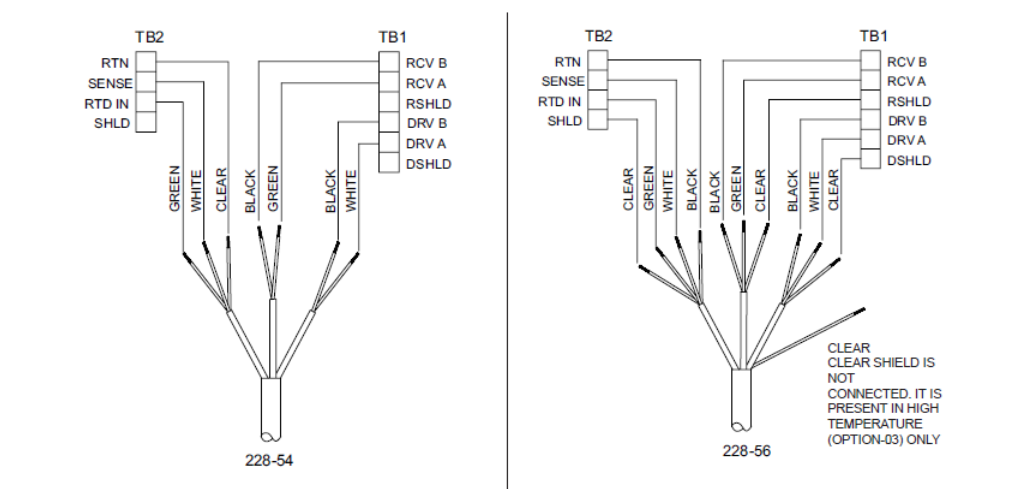 TB2
TB1
RTN
SENSE
RTD IN
SHLD
RCV B
RCV A
RSHLD
DRV B
DRV A
DSHLD
GREEN
WHITE
CLEAR
BLACK
GREEN
BLACK
WHITE
228-54
TB2
TB1
RTN
SENSE
RTD IN
SHLD
RCV B
RCV A
RSHLD
DRV B
DRV A
DSHLD
CLEAR
GREEN
WHITE
BLACK
BLACK
GREEN
CLEAR
BLACK
WHITE
CLEAR
CLEAR
CLEAR SHIELD IS
NOT
CONNECTED. IT IS
PRESENT IN HIGH
TEMPERATURE
(OPTION-03) ONLY
228-56